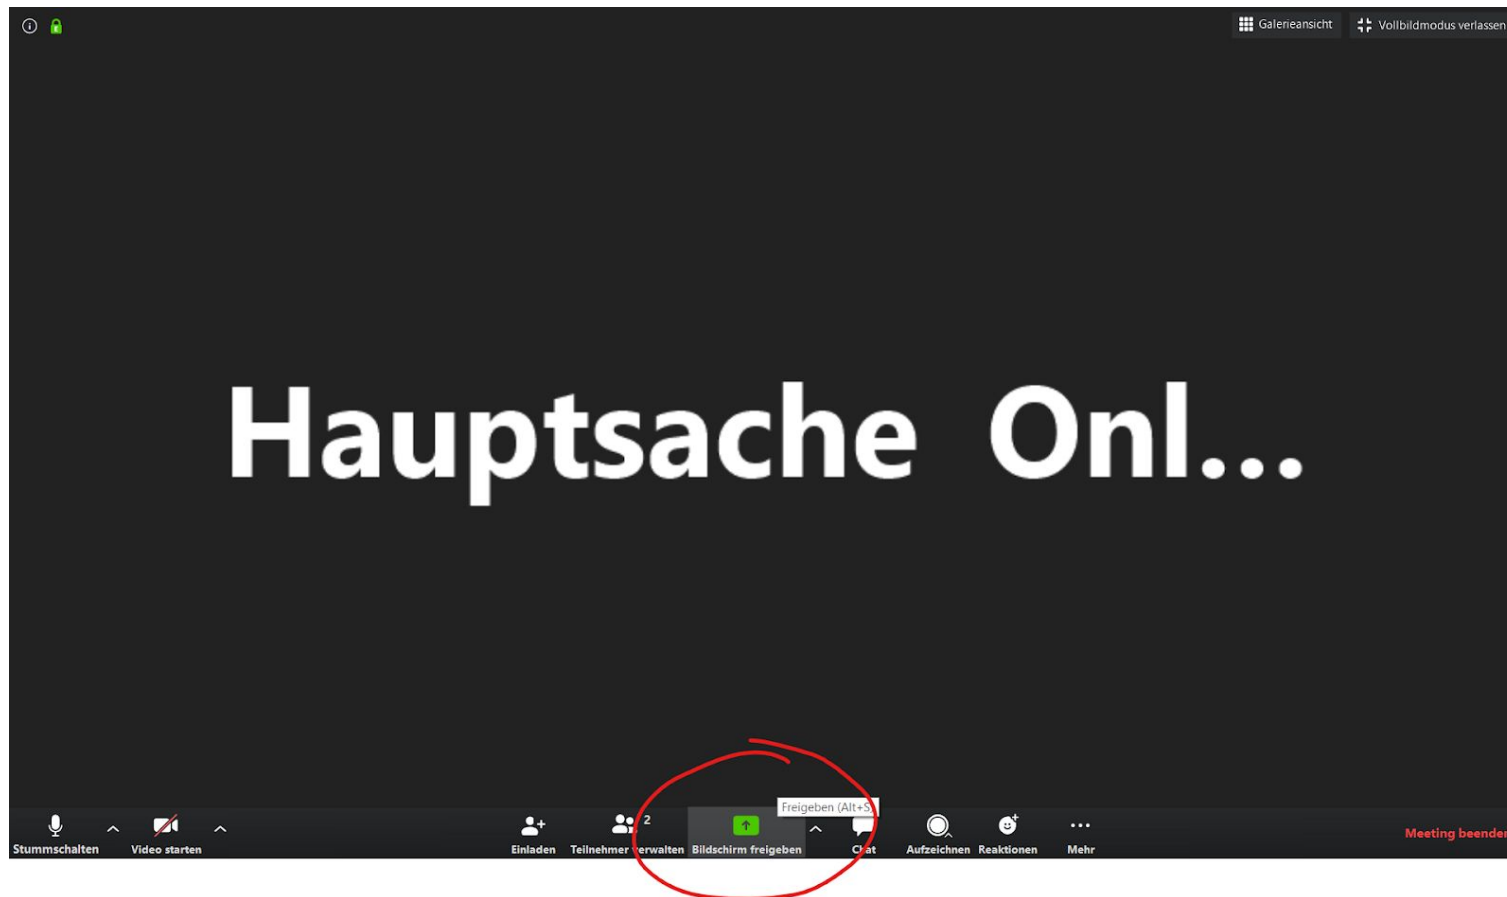 Galerieansicht
Vollbildmodus verlassen
Hauptsache Onl...
Freigeben (Alt+S)
2
Stummschalten
Video starten
Einladen
Teilnehmer verwalten
Bildschirm freigeben
Chat
Aufzeichnen
Reaktionen
Mehr
Meeting beenden